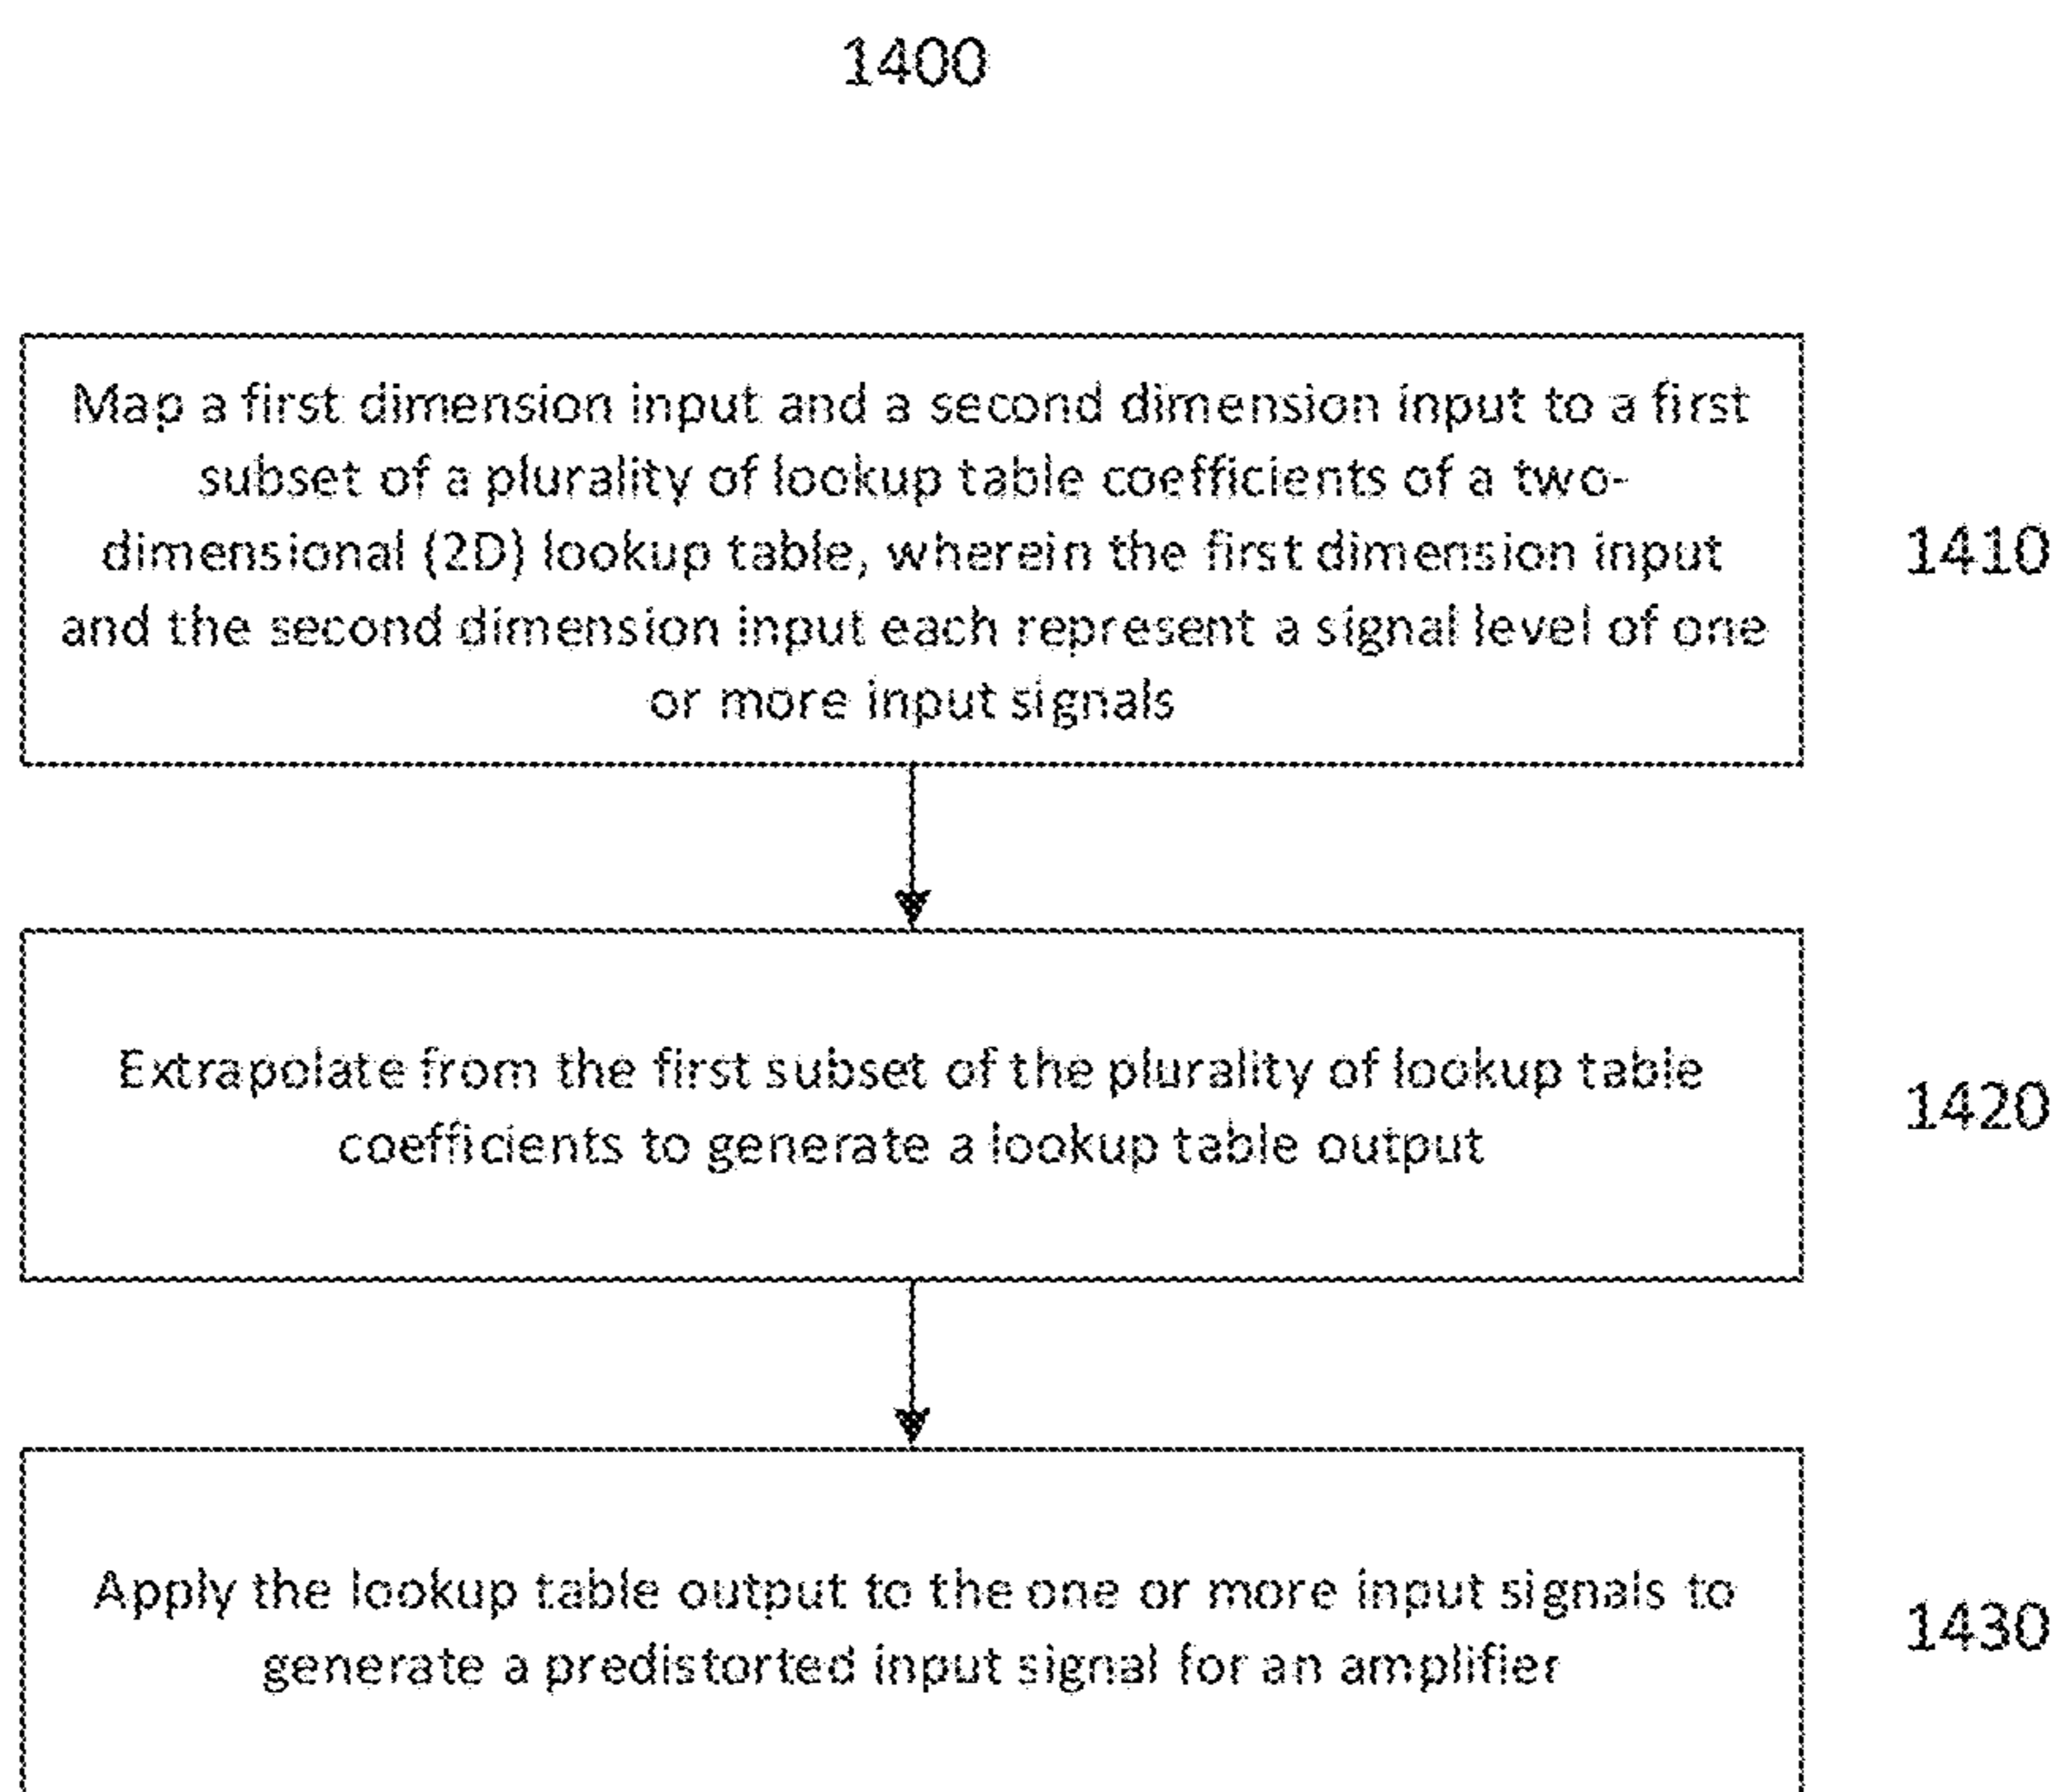 1400
Map a first dimension input and a second dimension input to a first
subset of a plurality of lookup table coefficients of a two-
dimensional (2D) lookup table, wherein the first dimension input
and the second dimension input each represent a signal level of one
or more input signals
1410
Extrapolate from the first subset of the plurality of lookup table
coefficients to generate a lookup table output
1420
Apply the lookup table output to the one or more input signals to
generate a predistorted input signal for an amplifier
1430